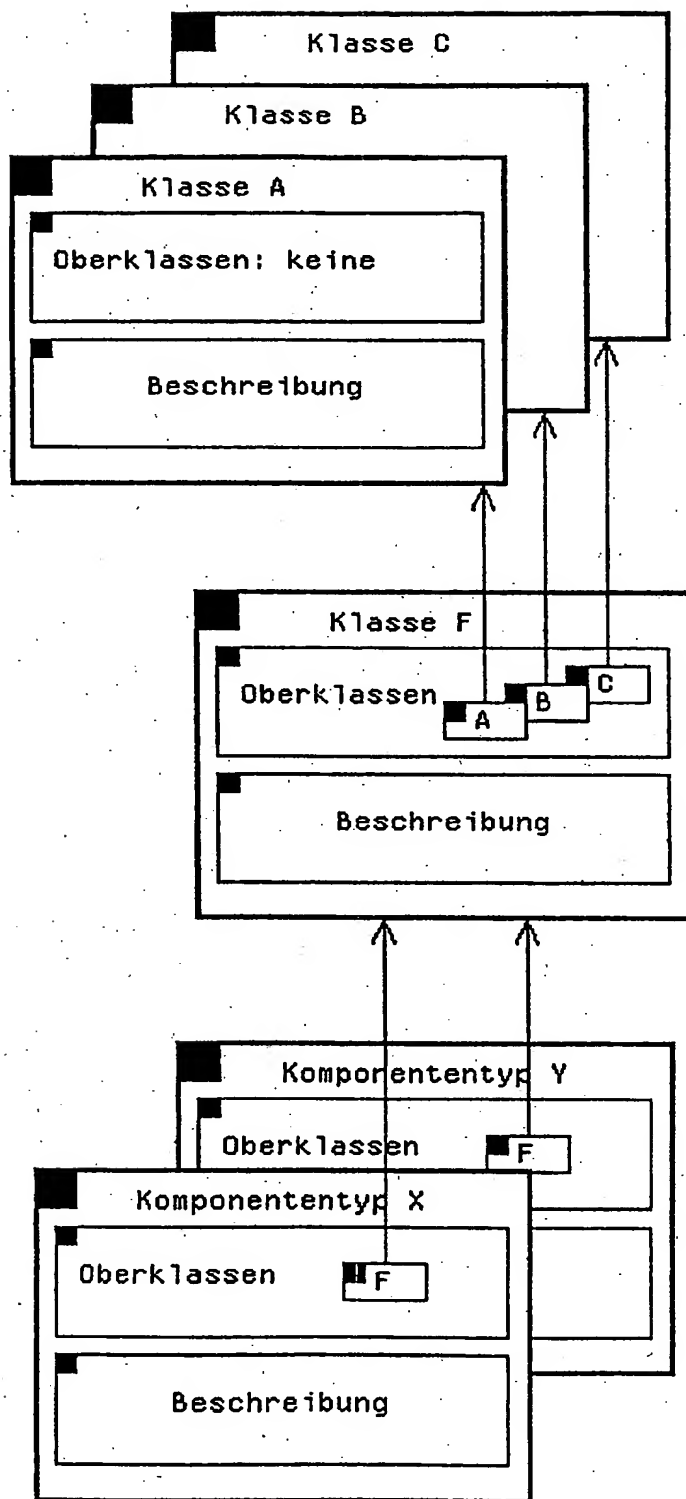 Klasse C
Klasse B
Klasse A
Oberklassen: keine
Beschreibung
Klasse F
Oberklassen
A
B
C
Beschreibung
Komponententyp Y
Oberklassen
F
Komponententyp X
Oberklassen
F
Beschreibung